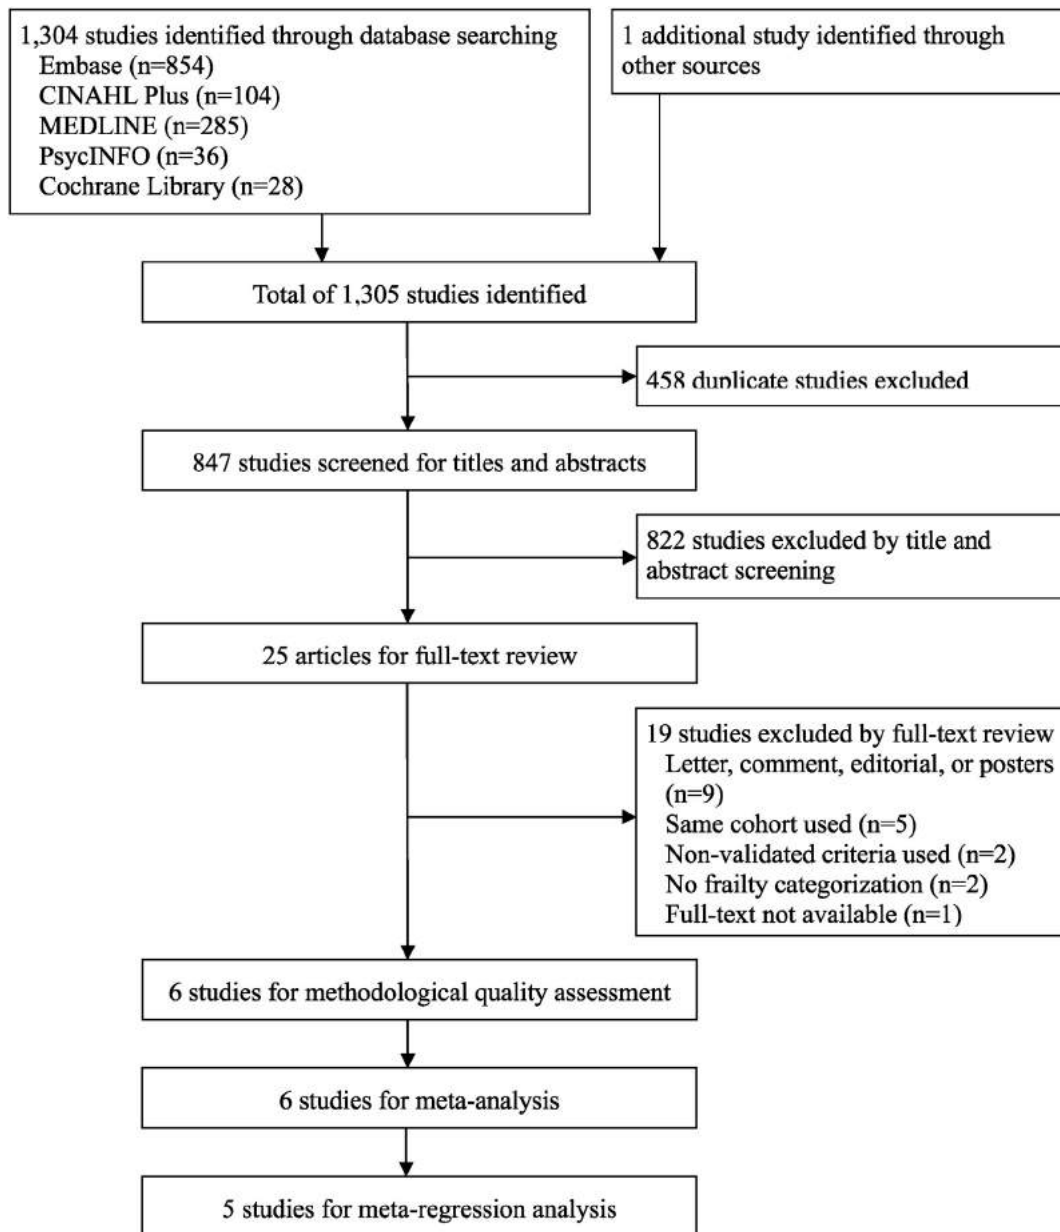 1,304 studies identified through database searching
Embase (n=854)
CINAHL Plus (n=104)
MEDLINE (n=285)
PsycINFO (n=36)
Cochrane Library (n=28)
1 additional study identified through
other sources
Total of 1,305 studies identified
458 duplicate studies excluded
847 studies screened for titles and abstracts
822 studies excluded by title and
abstract screening
25 articles for full-text review
19 studies excluded by full-text review
Letter, comment, editorial, or posters
(n=9)
Same cohort used (n=5)
Non-validated criteria used (n=2)
No frailty categorization (n=2)
Full-text not available (n=1)
6 studies for methodological quality assessment
6 studies for meta-analysis
5 studies for meta-regression analysis